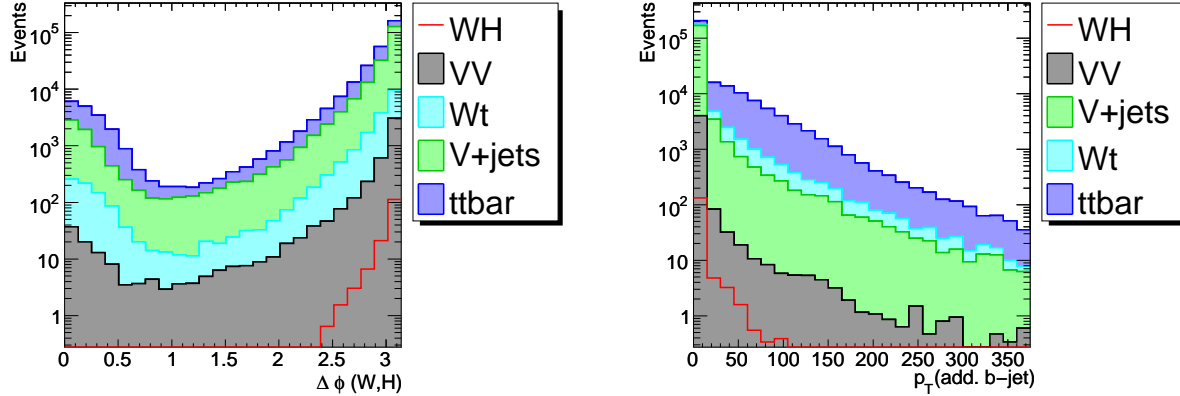 Events
10^5
10^4
10^3
10^2
10
1
0 0.5 1 1.5 2 2.5 3
Δ ϕ (W,H)
WH
VV
Wt
V+jets
ttbar
Events
10^5
10^4
10^3
10^2
10
1
0 50 100 150 200 250 300 350
p_T(add. b-jet)
WH
VV
V+jets
Wt
ttbar